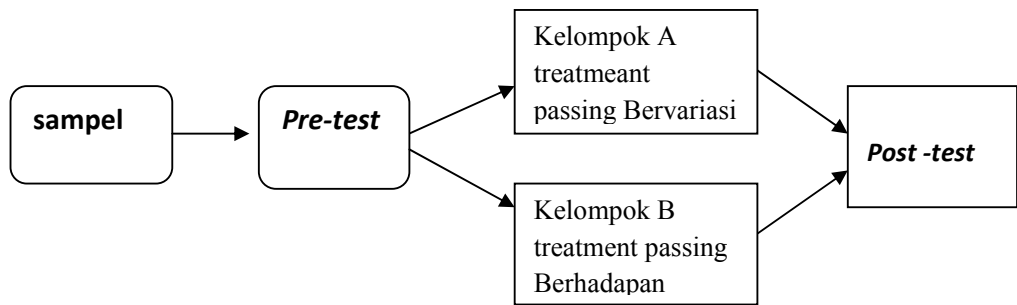 sampel
Pre-test
Kelompok A
treatmeant
passing Bervariasi
Kelompok B
treatment passing
Berhadapan
Post -test